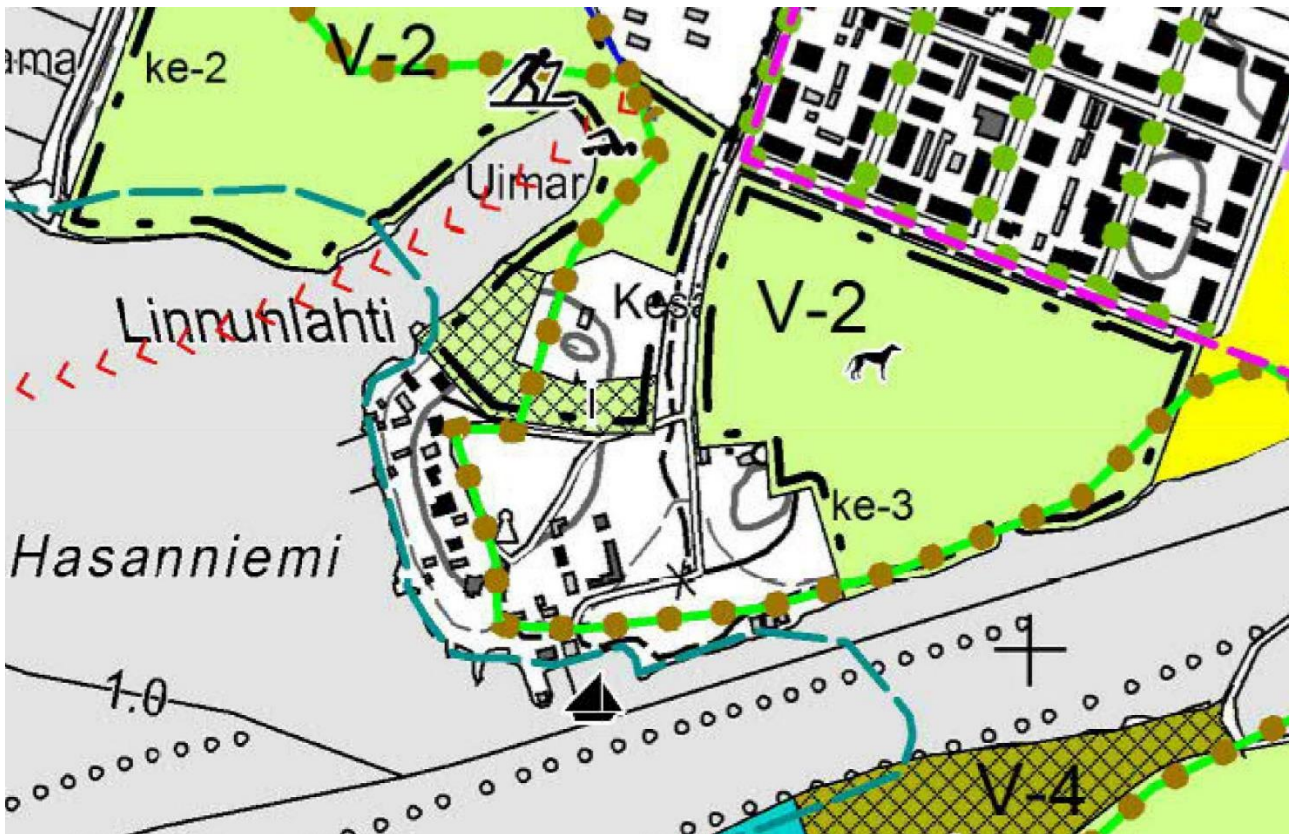 V-2
ama
ke-2
Uimar
Kes
V-2
Linnunlahti
I
ke-3
Hasanniemi
1.0
V-4